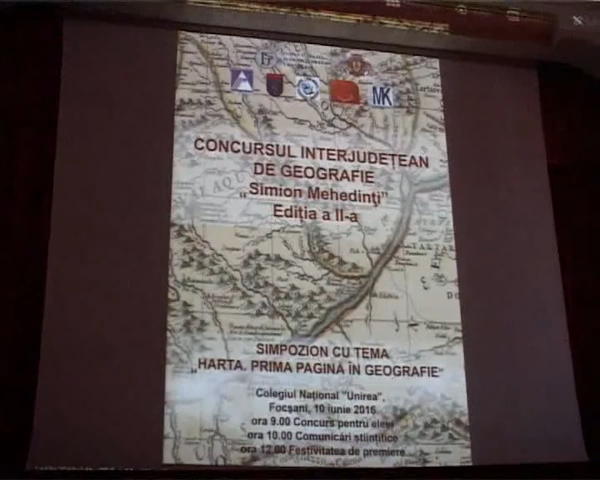 MK
CONCURSUL INTERJUDEȚEAN
DE GEOGRAFIE
„Simion Mehedinți”
Ediția a II-a
SIMPOZION CU TEMA
„HARTA. PRIMA PAGINĂ ÎN GEOGRAFIE”
Colegiul Național "Unirea",
Focșani, 10 iunie 2016
ora 9.00 Concurs pentru elevi
ora 10.00 Comunicări științifice
ora 12.00 Festivitatea de premiere